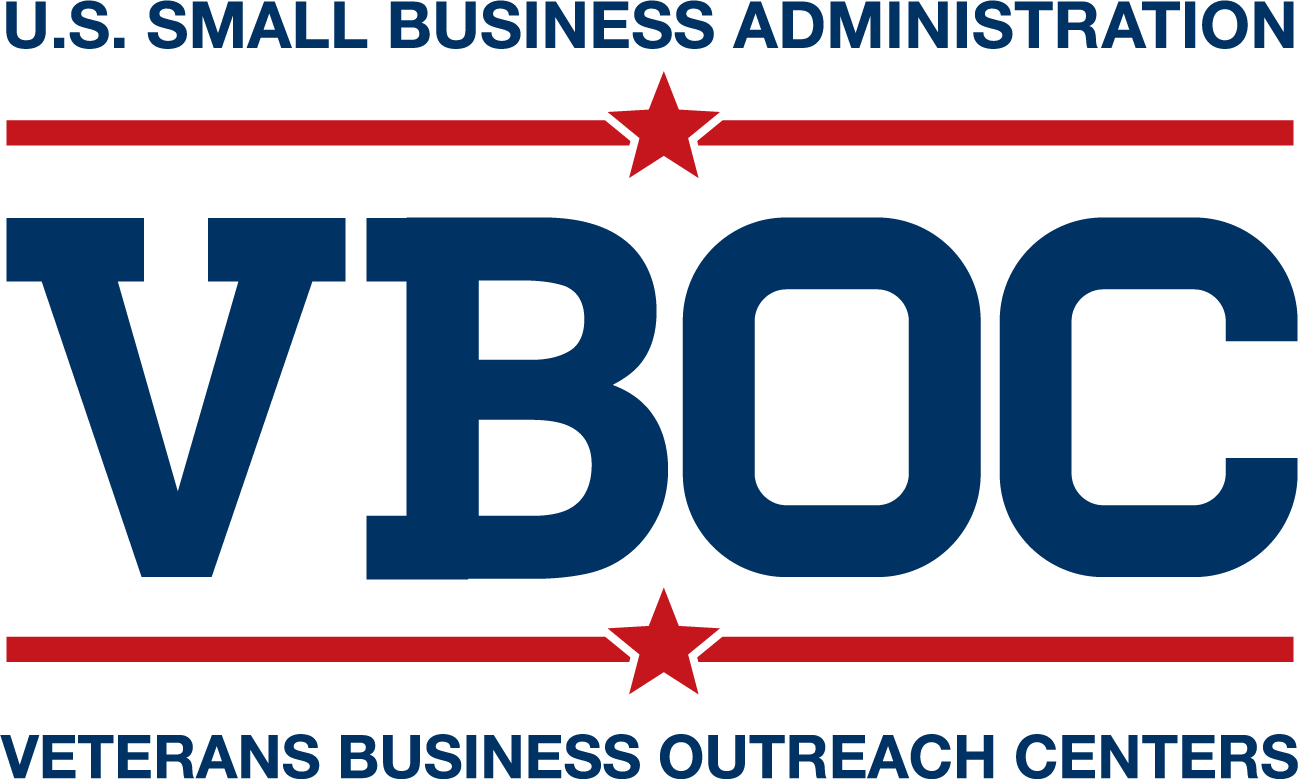 U.S. SMALL BUSINESS ADMINISTRATION
VBOC
VETERANS BUSINESS OUTREACH CENTERS